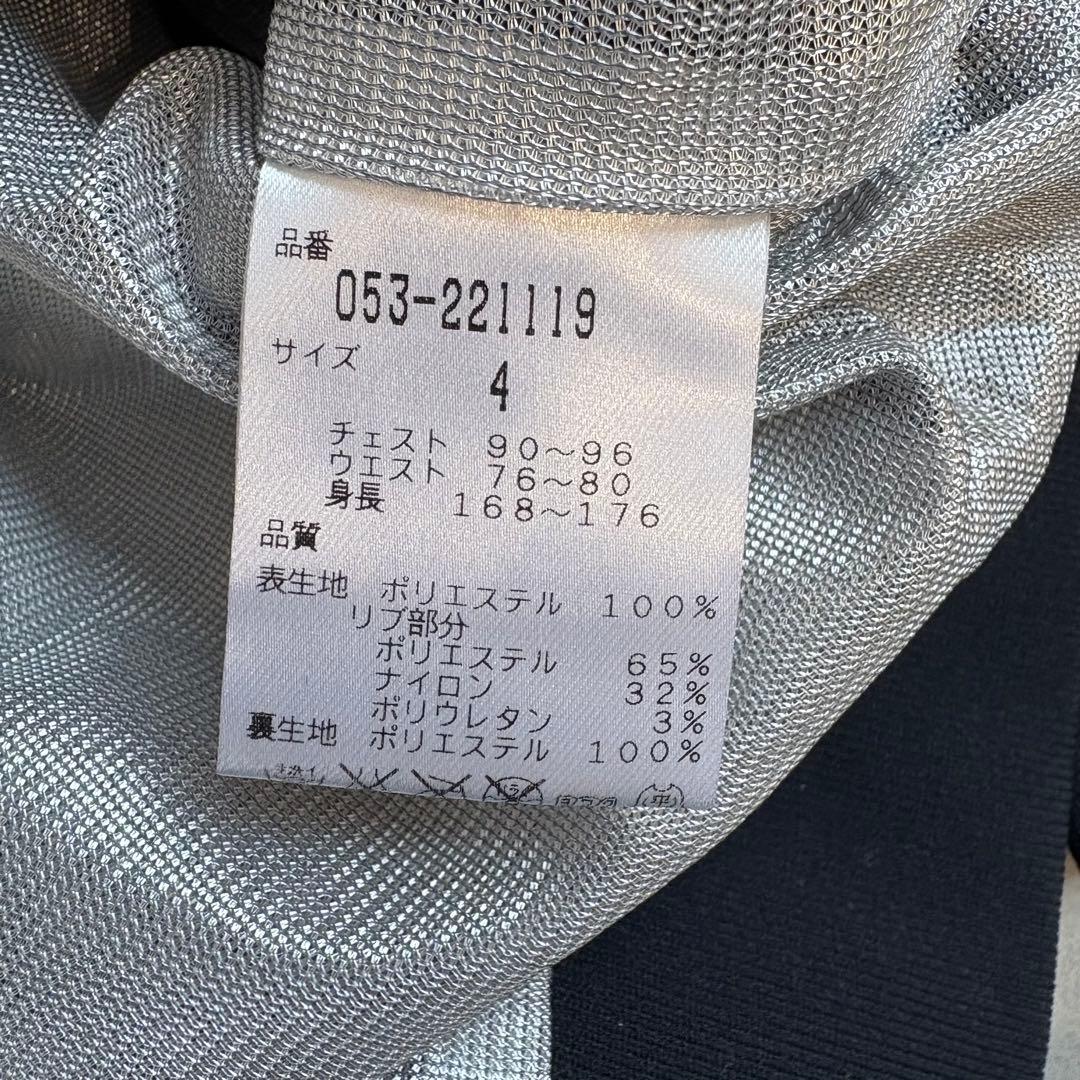 品番
053-221119
サイズ
4
チェスト 90～96
ウエスト 76～80
身長 168～176
品質
表生地 ポリエステル 100%
リブ部分
ポリエステル 65%
ナイロン 32%
ポリウレタン 3%
裏生地 ポリエステル 100%